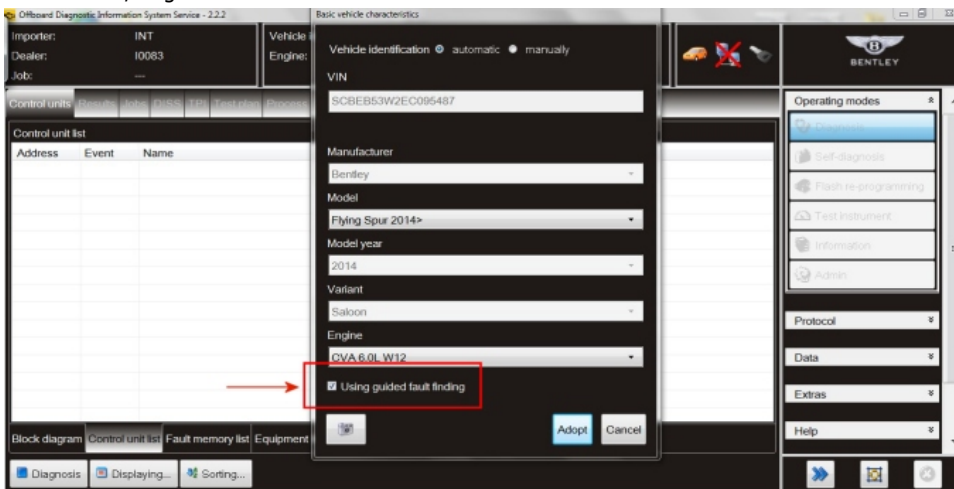 Offboard Diagnostic Information System Service - 2.2.2
Importer: INT
Dealer: I0083
Job: ---
Vehicle
Engine:
BENTLEY
Control units Results Jobs DISS TPI Test plan Process
Control unit list
Address Event Name
Block diagram Control unit list Fault memory list Equipment
Diagnosis Displaying... Sorting...
Basic vehicle characteristics
Vehicle identification automatic manually
VIN
SCBEB53W2EC095487
Manufacturer
Bentley
Model
Flying Spur 2014>
Model year
2014
Variant
Saloon
Engine
CVA 6.0L W12
Using guided fault finding
Adopt Cancel
Operating modes
Diagnosis
Self-diagnosis
Flash re-programming
Test instrument
Information
Admin
Protocol
Data
Extras
Help